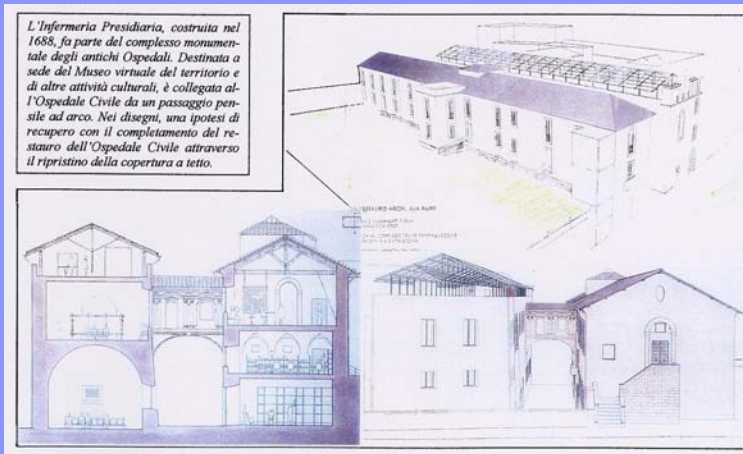 L'Infermeria Presidiaria, costruita nel
1688, fa parte del complesso monumen-
tale degli antichi Ospedali. Destinata a
sede del Museo virtuale del territorio e
di altre attività culturali, è collegata al-
l'Ospedale Civile da un passaggio pen-
sile ad arco. Nei disegni, una ipotesi di
recupero con il completamento del re-
stauro dell'Ospedale Civile attraverso
il ripristino della copertura a tetto.